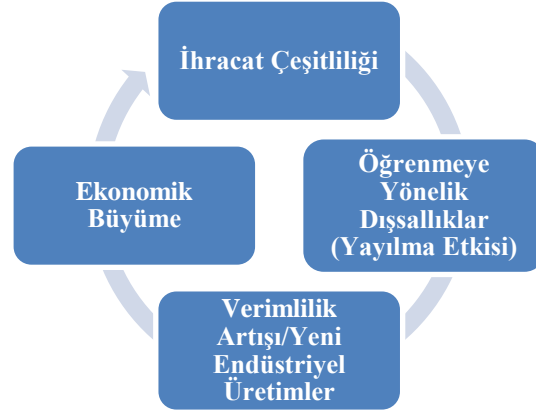 İhracat Çeşitliliği
Öğrenmeye
Yönelik
Dışsallıklar
(Yayılma Etkisi)
Verimlilik
Artışı/Yeni
Endüstriyel
Üretimler
Ekonomik
Büyüme